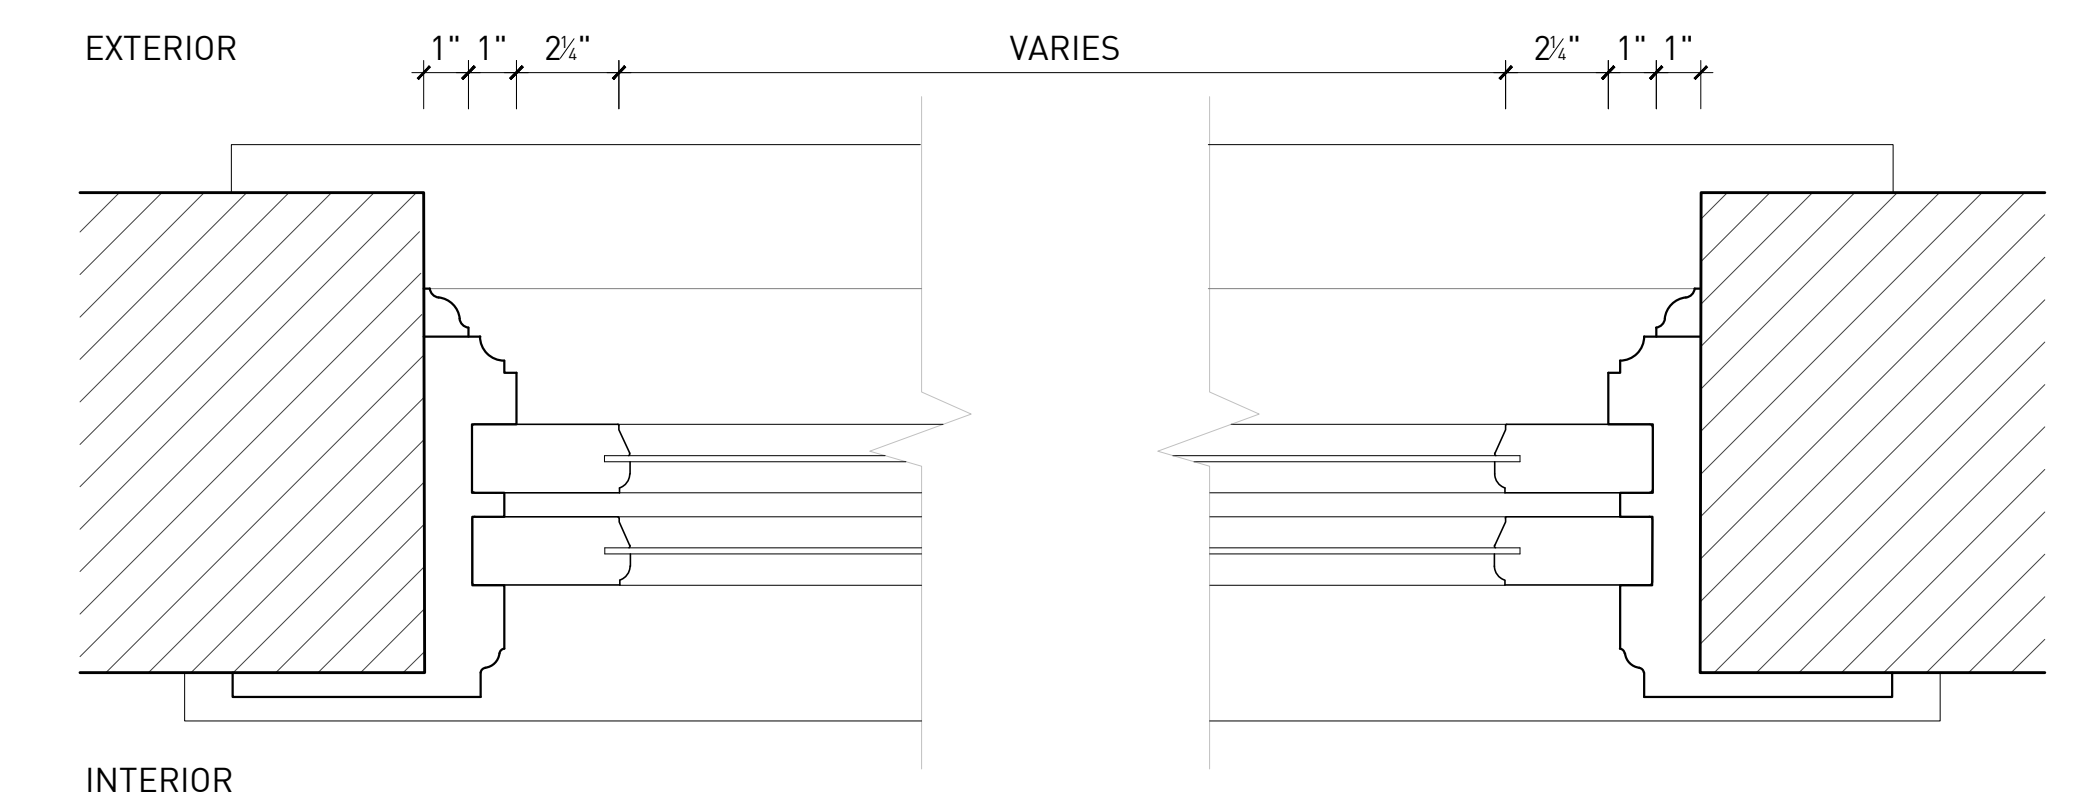 EXTERIOR 1" 1" 2¼" VARIES 2¼" 1" 1"
INTERIOR